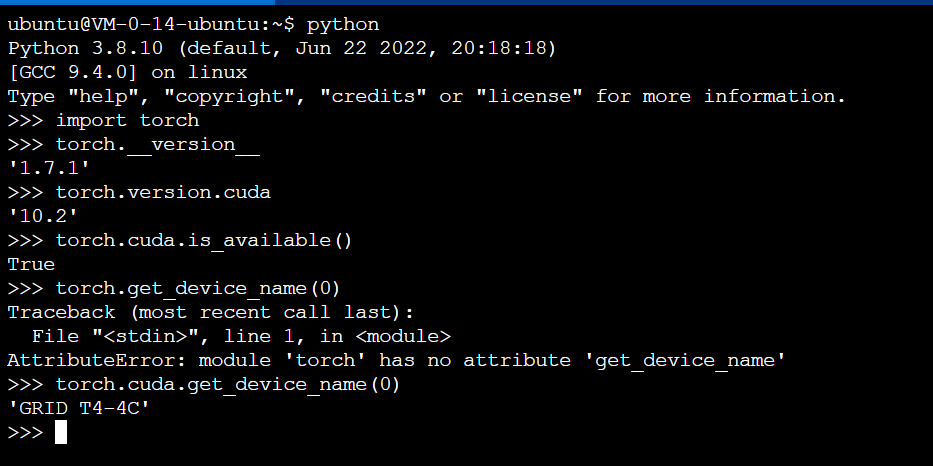 ubuntu@VM-0-14-ubuntu:~$ python
Python 3.8.10 (default, Jun 22 2022, 20:18:18)
[GCC 9.4.0] on linux
Type "help", "copyright", "credits" or "license" for more information.
>>> import torch
>>> torch.__version__
'1.7.1'
>>> torch.version.cuda
'10.2'
>>> torch.cuda.is_available()
True
>>> torch.get_device_name(0)
Traceback (most recent call last):
  File "<stdin>", line 1, in <module>
AttributeError: module 'torch' has no attribute 'get_device_name'
>>> torch.cuda.get_device_name(0)
'GRID T4-4C'
>>>